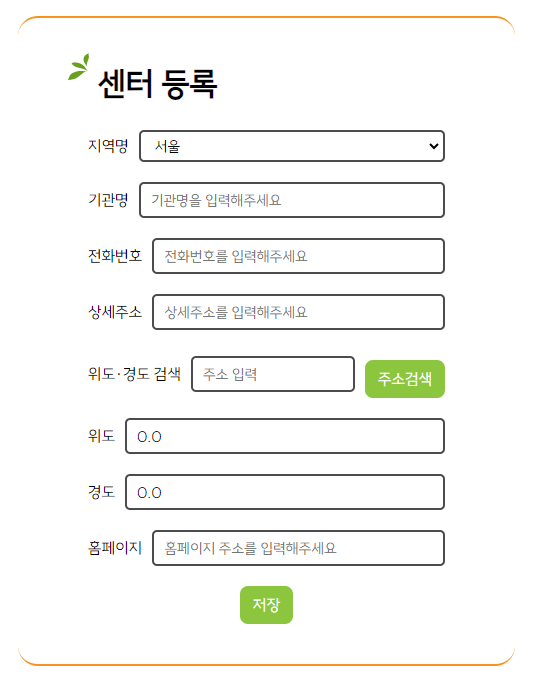 센터 등록
지역명 서울
기관명 기관명을 입력해주세요
전화번호 전화번호를 입력해주세요
상세주소 상세주소를 입력해주세요
위도·경도 검색 주소 입력 주소검색
위도 0.0
경도 0.0
홈페이지 홈페이지 주소를 입력해주세요
저장